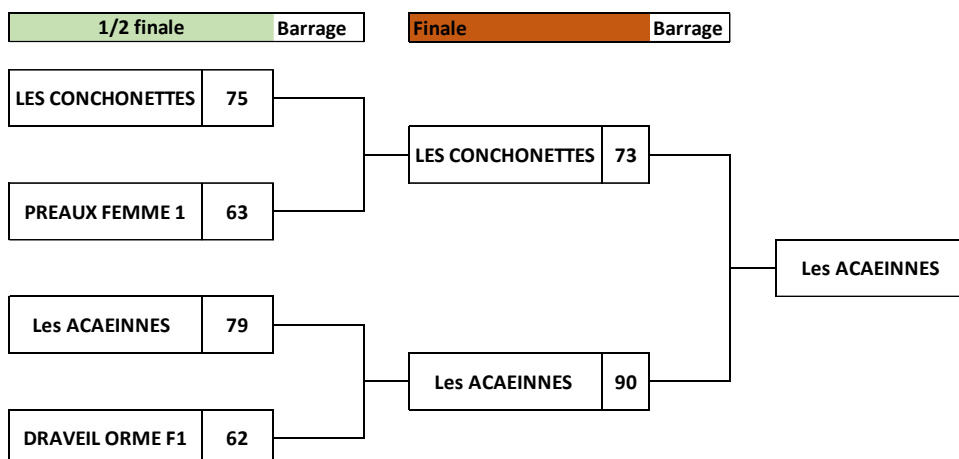 1/2 finale Barrage Finale Barrage
LES CONCHONETTES 75
LES CONCHONETTES 73
PREAUX FEMME 1 63
Les ACAEINNES
Les ACAEINNES 79
Les ACAEINNES 90
DRAVEIL ORME F1 62